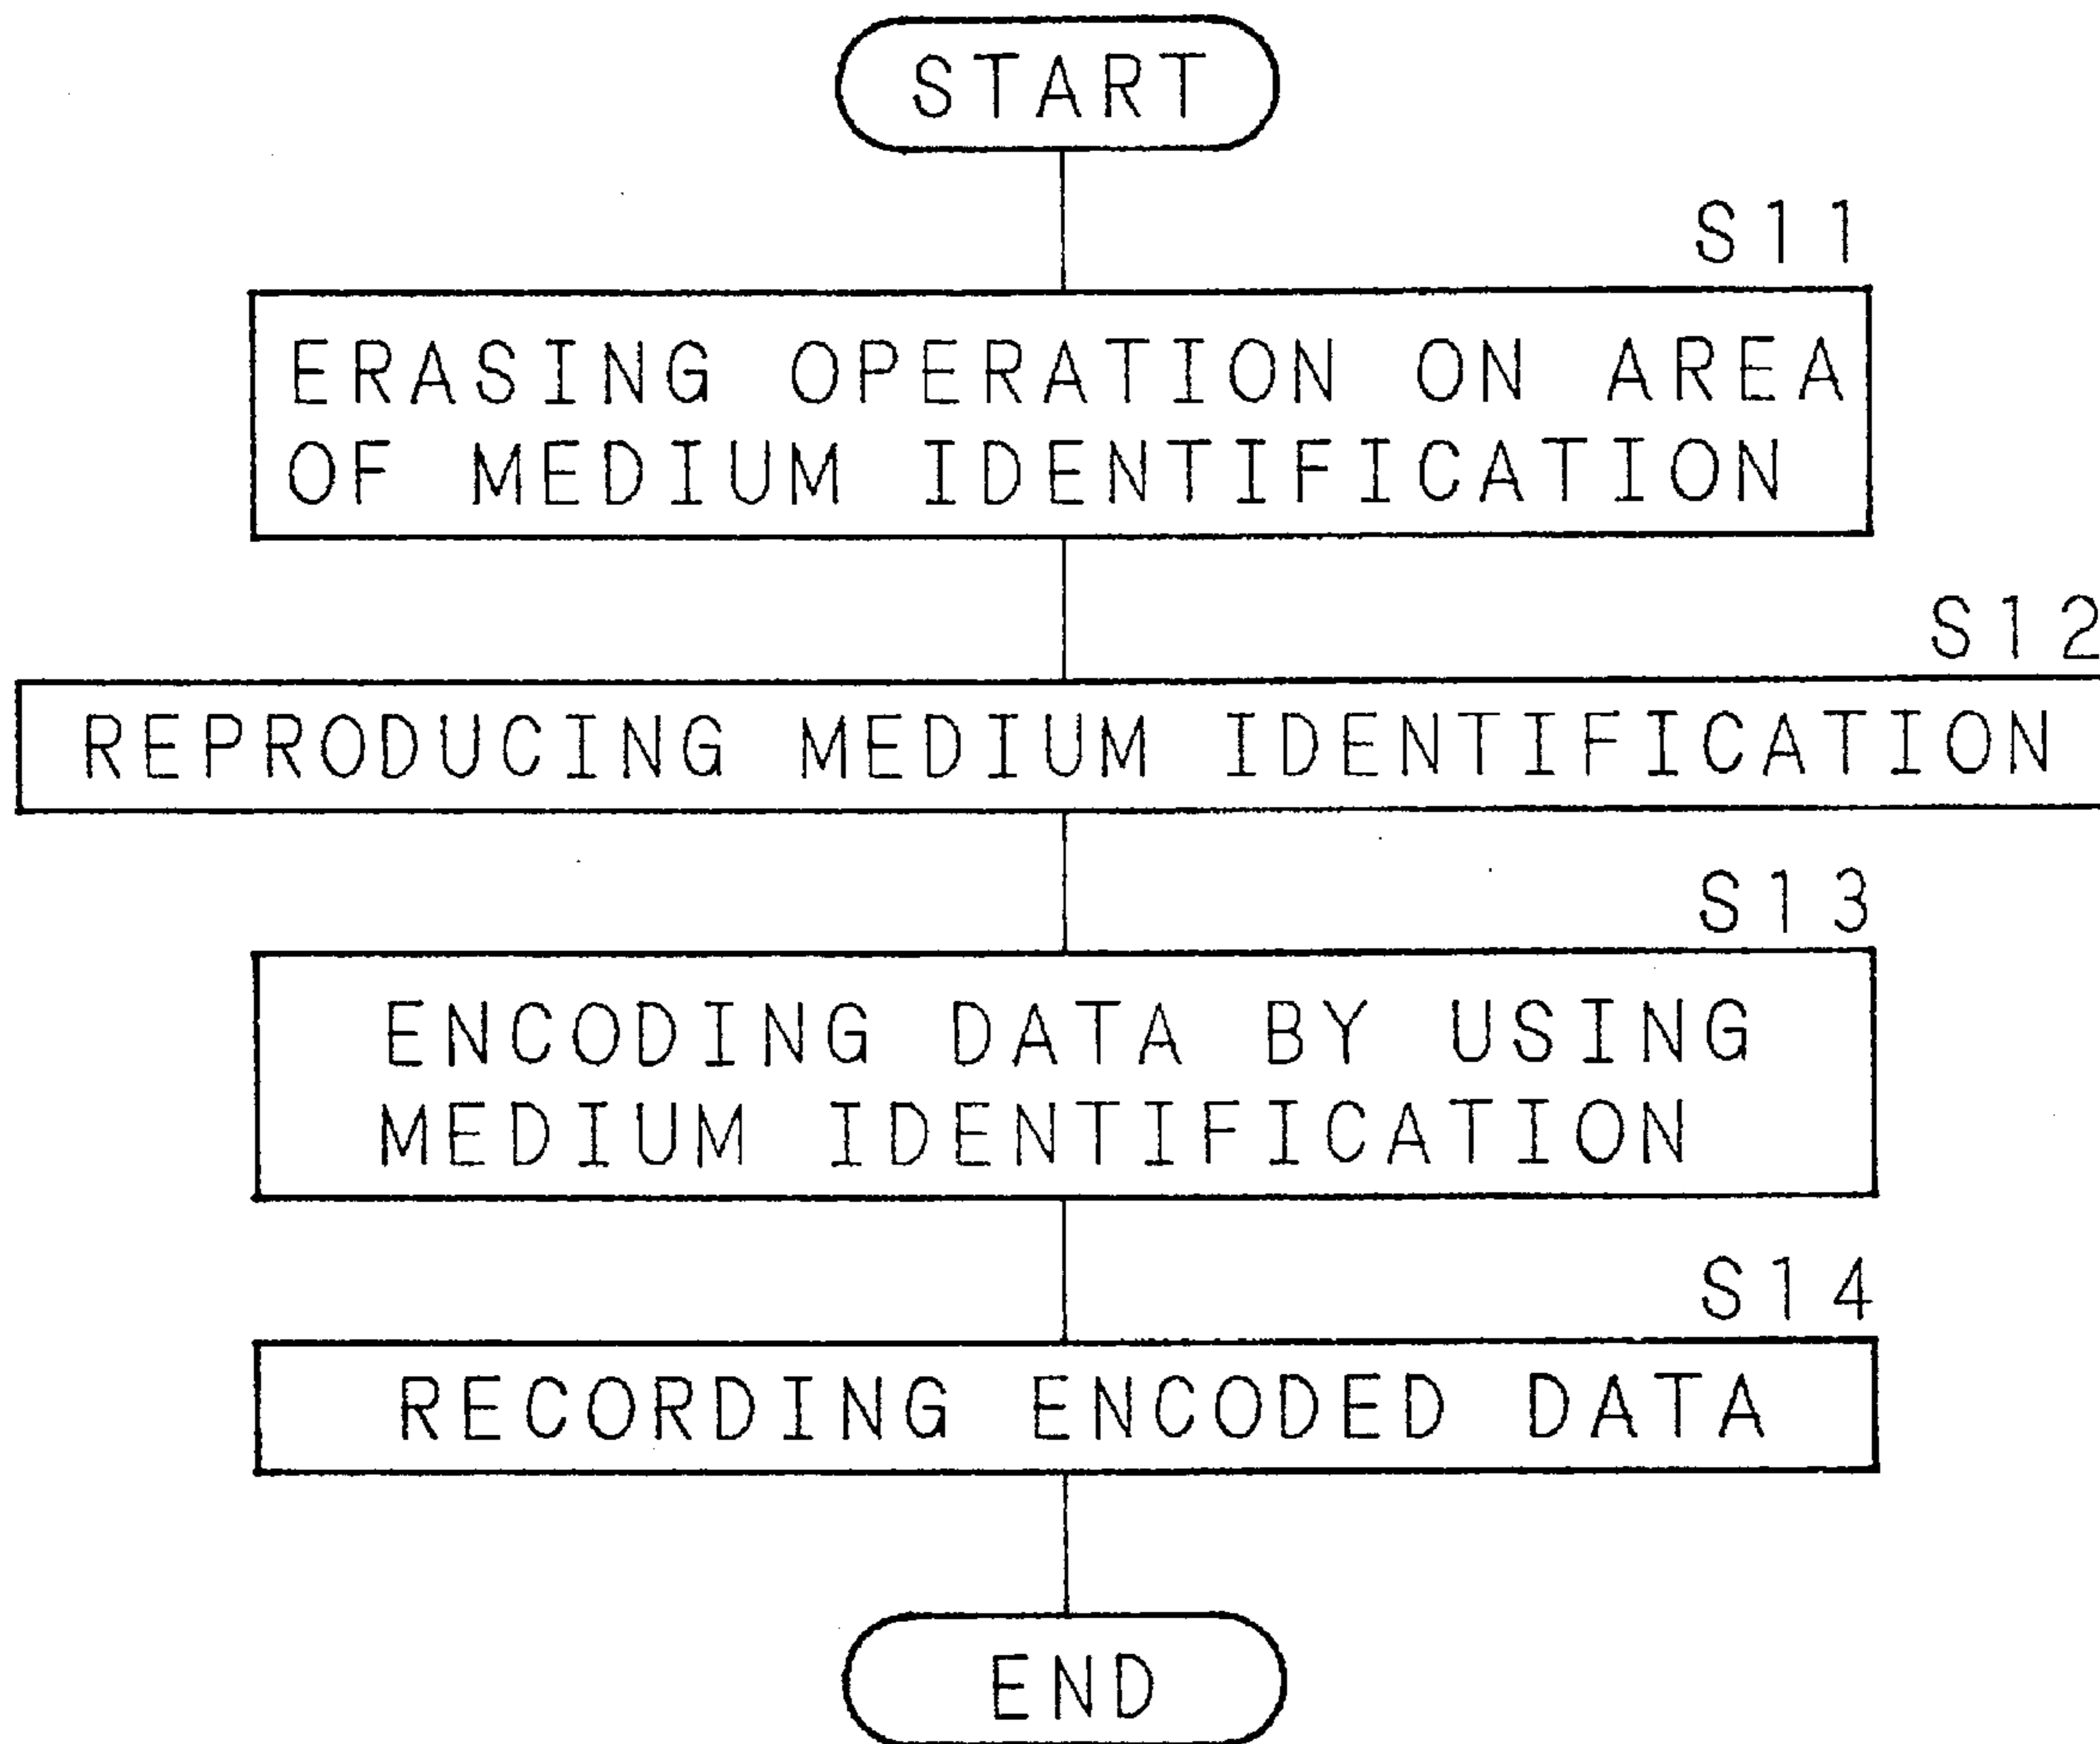 START
S11
ERASING OPERATION ON AREA
OF MEDIUM IDENTIFICATION
S12
REPRODUCING MEDIUM IDENTIFICATION
S13
ENCODING DATA BY USING
MEDIUM IDENTIFICATION
S14
RECORDING ENCODED DATA
END